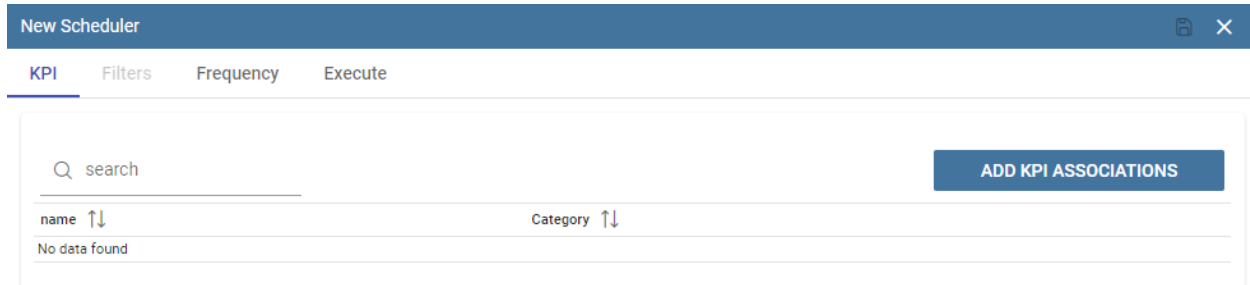 New Scheduler
KPI Filters Frequency Execute
search ADD KPI ASSOCIATIONS
name Category
No data found